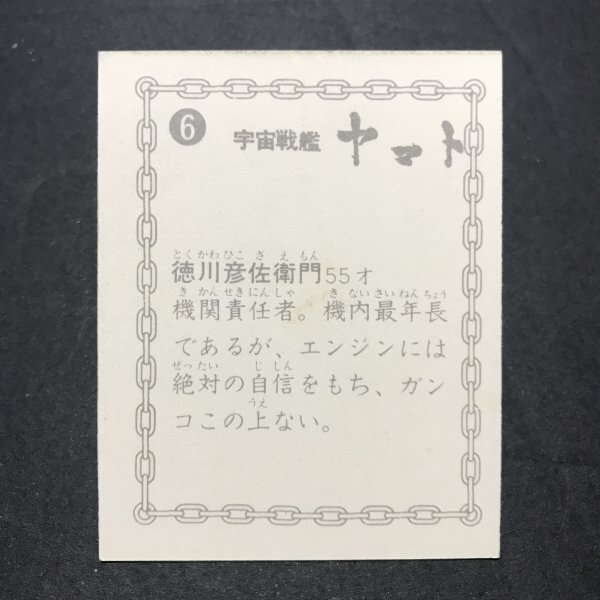 6 宇宙戦艦 ヤマト
とくがわひこざえもん
徳川彦佐衛門55才
きかんせきにんしゃ きないさいねんちょう
機関責任者。機内最年長
であるが、エンジンには
ぜったい じしん
絶対の自信をもち、ガン
うえ
コこの上ない。